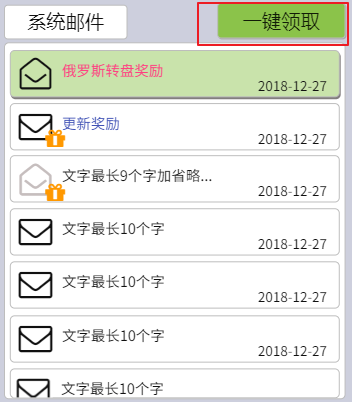 系统邮件
一键领取
俄罗斯转盘奖励
2018-12-27
更新奖励
2018-12-27
文字最长9个字加省略...
2018-12-27
文字最长10个字
2018-12-27
文字最长10个字
2018-12-27
文字最长10个字
2018-12-27
文字最长10个字